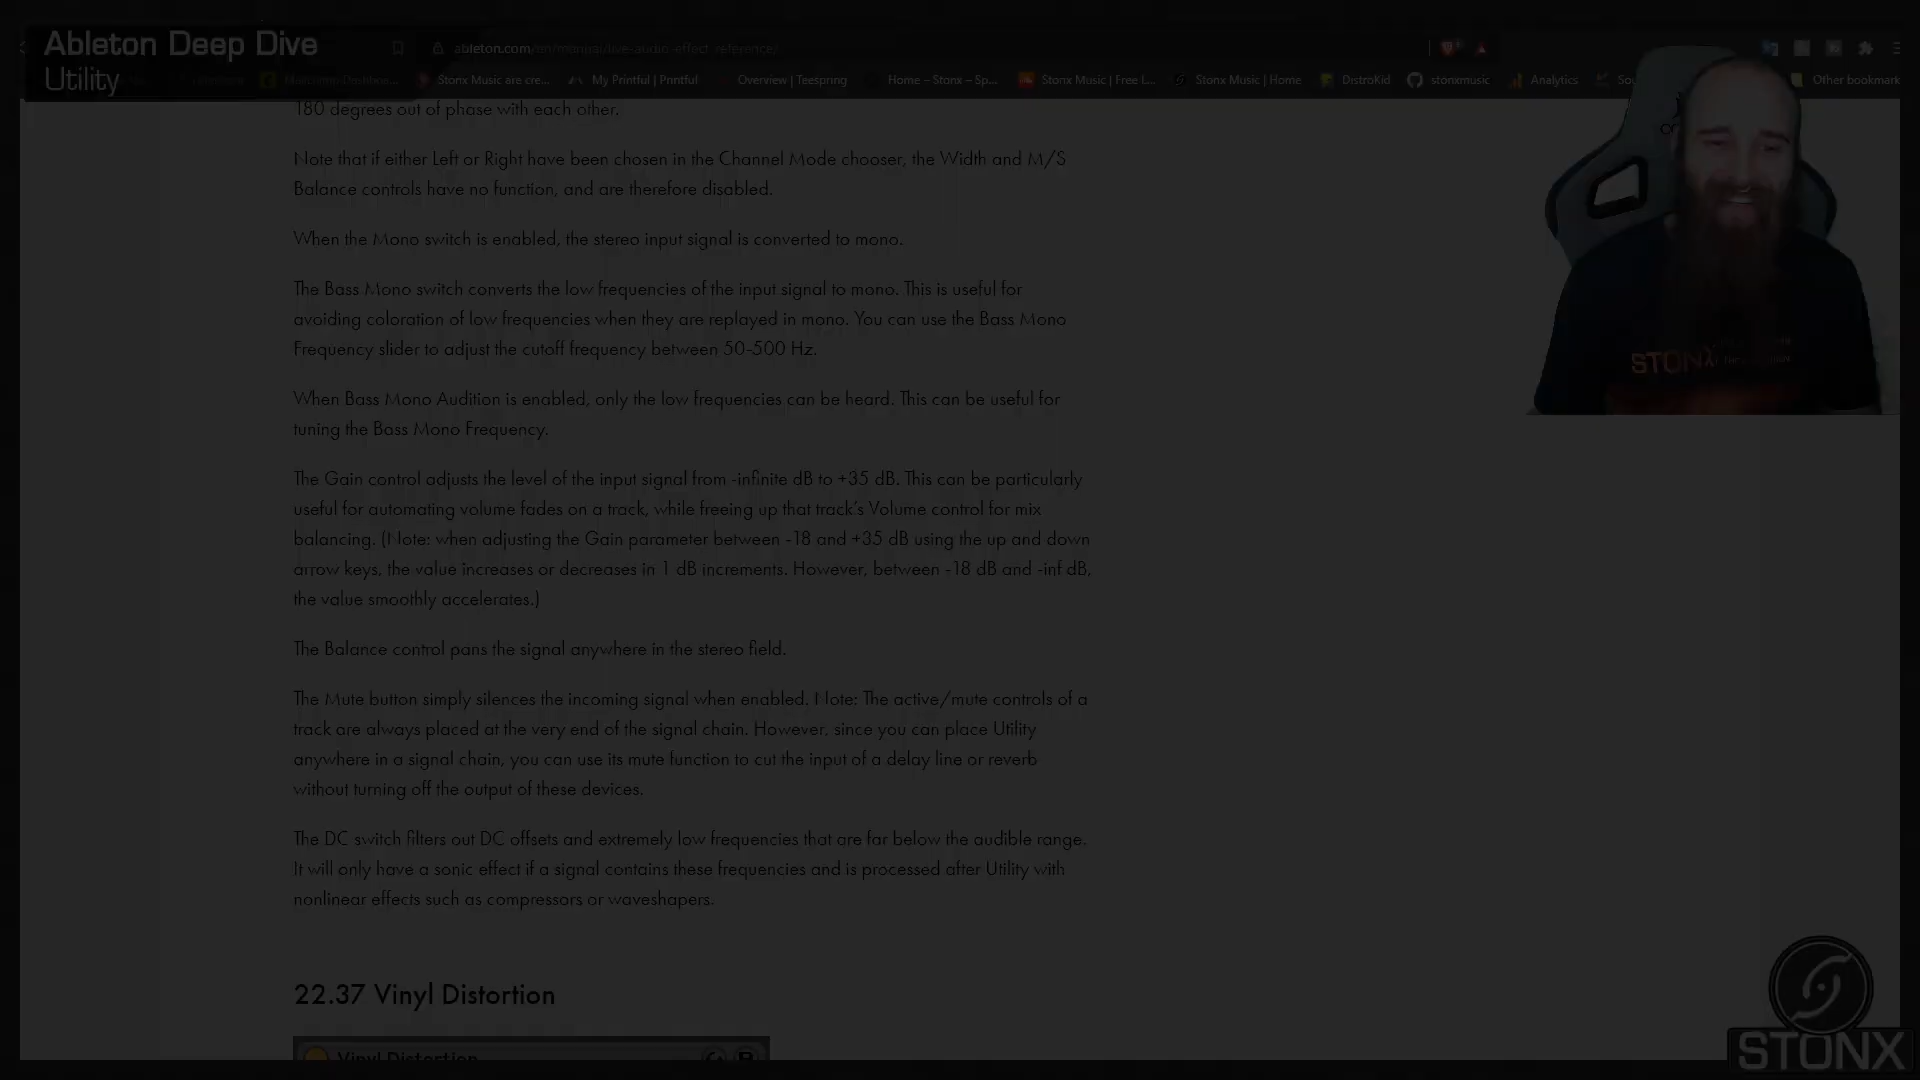 Ableton Deep Dive
Utility
ableton.com/en/manual/live-audio-effect-reference/
Stonx Music are cre...
My Printful | Printful
Overview | Teespring
Home – Stonx – Sp...
Stonx Music | Free L...
Stonx Music | Home
DistroKid
stonxmusic
Analytics
Other bookmark
180 degrees out of phase with each other.
Note that if either Left or Right have been chosen in the Channel Mode chooser, the Width and M/S
Balance controls have no function, and are therefore disabled.
When the Mono switch is enabled, the stereo input signal is converted to mono.
The Bass Mono switch converts the low frequencies of the input signal to mono. This is useful for
avoiding coloration of low frequencies when they are replayed in mono. You can use the Bass Mono
Frequency slider to adjust the cutoff frequency between 50-500 Hz.
When Bass Mono Audition is enabled, only the low frequencies can be heard. This can be useful for
tuning the Bass Mono Frequency.
The Gain control adjusts the level of the input signal from -infinite dB to +35 dB. This can be particularly
useful for automating volume fades on a track, while freeing up that track's Volume control for mix
balancing. (Note: when adjusting the Gain parameter between -18 and +35 dB using the up and down
arrow keys, the value increases or decreases in 1 dB increments. However, between -18 dB and -inf dB,
the value smoothly accelerates.)
The Balance control pans the signal anywhere in the stereo field.
The Mute button simply silences the incoming signal when enabled. Note: The active/mute controls of a
track are always placed at the very end of the signal chain. However, since you can place Utility
anywhere in a signal chain, you can use its mute function to cut the input of a delay line or reverb
without turning off the output of these devices.
The DC switch filters out DC offsets and extremely low frequencies that are far below the audible range.
It will only have a sonic effect if a signal contains these frequencies and is processed after Utility with
nonlinear effects such as compressors or waveshapers.
22.37 Vinyl Distortion
Vinyl Distortion
STONX
STONX